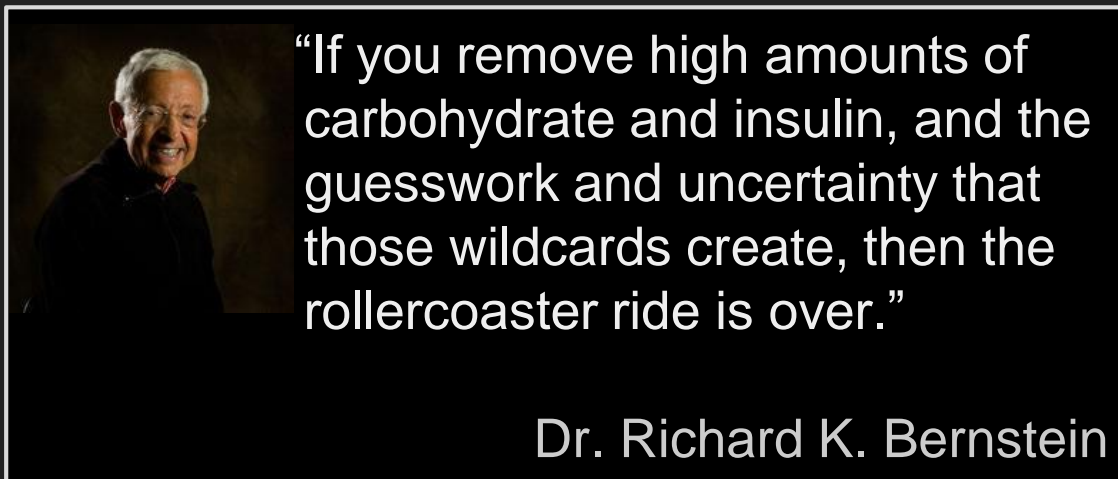 “If you remove high amounts of
carbohydrate and insulin, and the
guesswork and uncertainty that
those wildcards create, then the
rollercoaster ride is over.”
Dr. Richard K. Bernstein